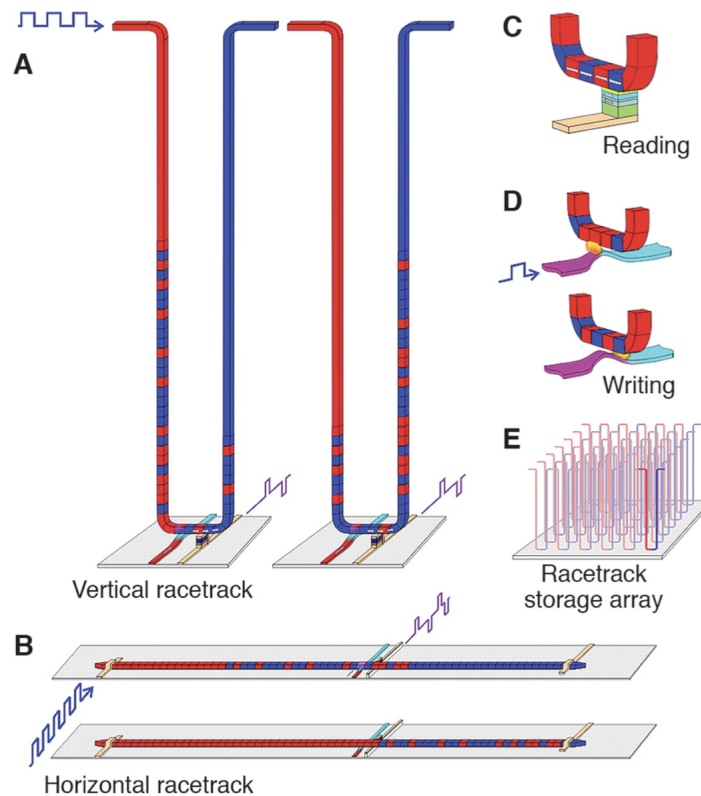 A
Vertical racetrack
B
Horizontal racetrack
C
Reading
D
Writing
E
Racetrack
storage array